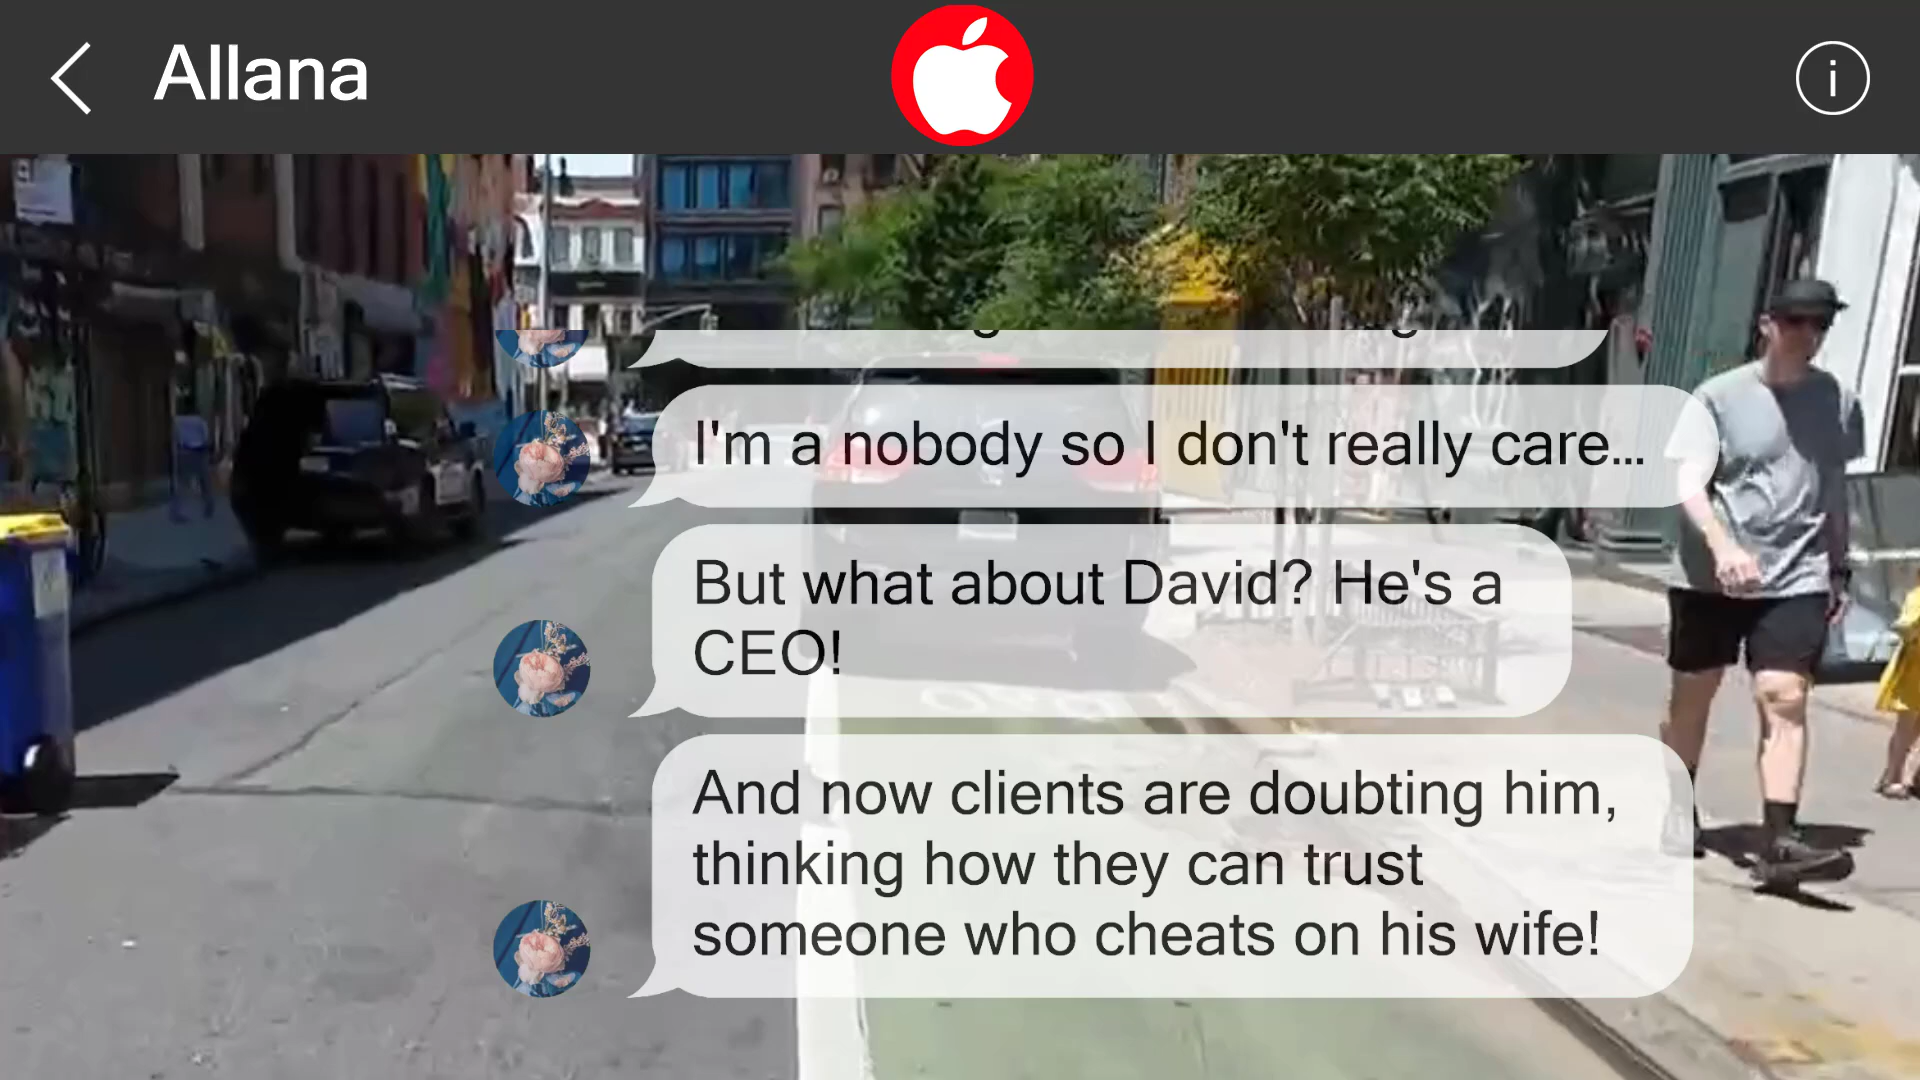 Allana
I'm a nobody so I don't really care...
But what about David? He's a
CEO!
And now clients are doubting him,
thinking how they can trust
someone who cheats on his wife!